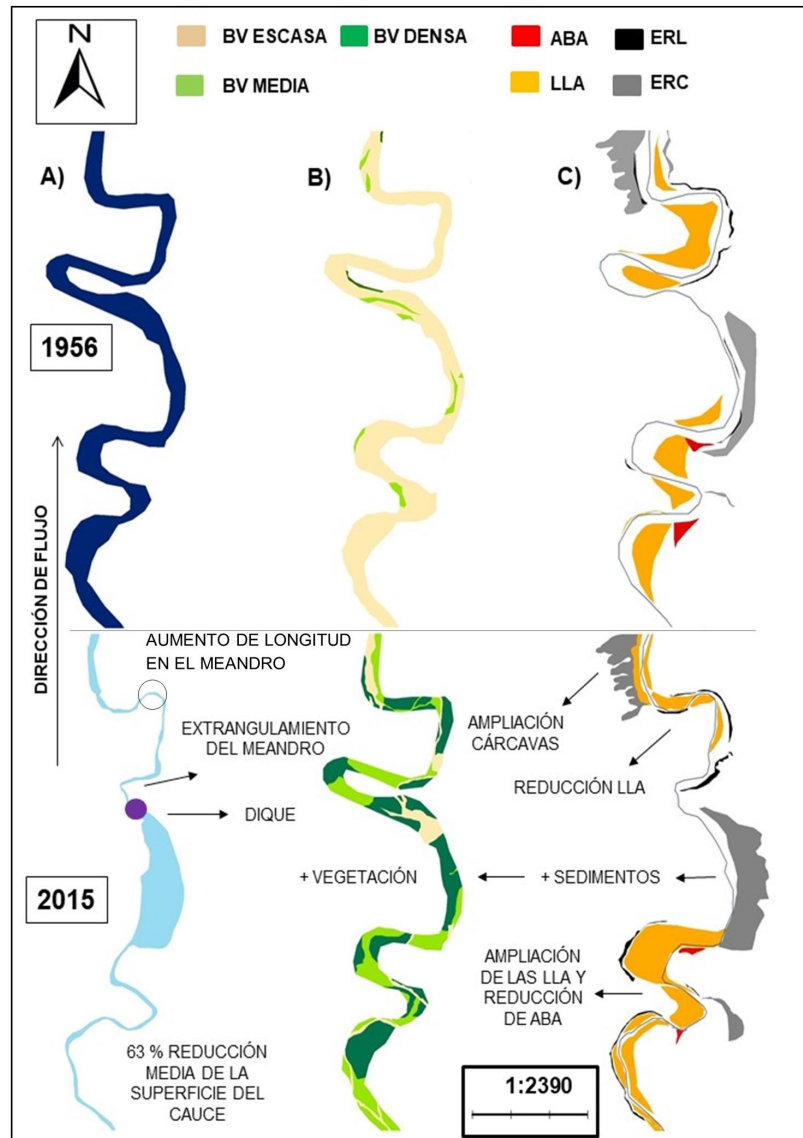 N
BV ESCASA
BV DENSA
ABA
ERL
BV MEDIA
LLA
ERC
A)
B)
C)
1956
DIRECCIÓN DE FLUJO
AUMENTO DE LONGITUD
EN EL MEANDRO
EXTRANGULAMIENTO
DEL MEANDRO
DIQUE
2015
63 % REDUCCIÓN
MEDIA DE LA
SUPERFICIE DEL
CAUCE
+ VEGETACIÓN
AMPLIACIÓN
CÁRCAVAS
REDUCCIÓN LLA
+ SEDIMENTOS
AMPLIACIÓN
DE LAS LLA Y
REDUCCIÓN
DE ABA
1:2390